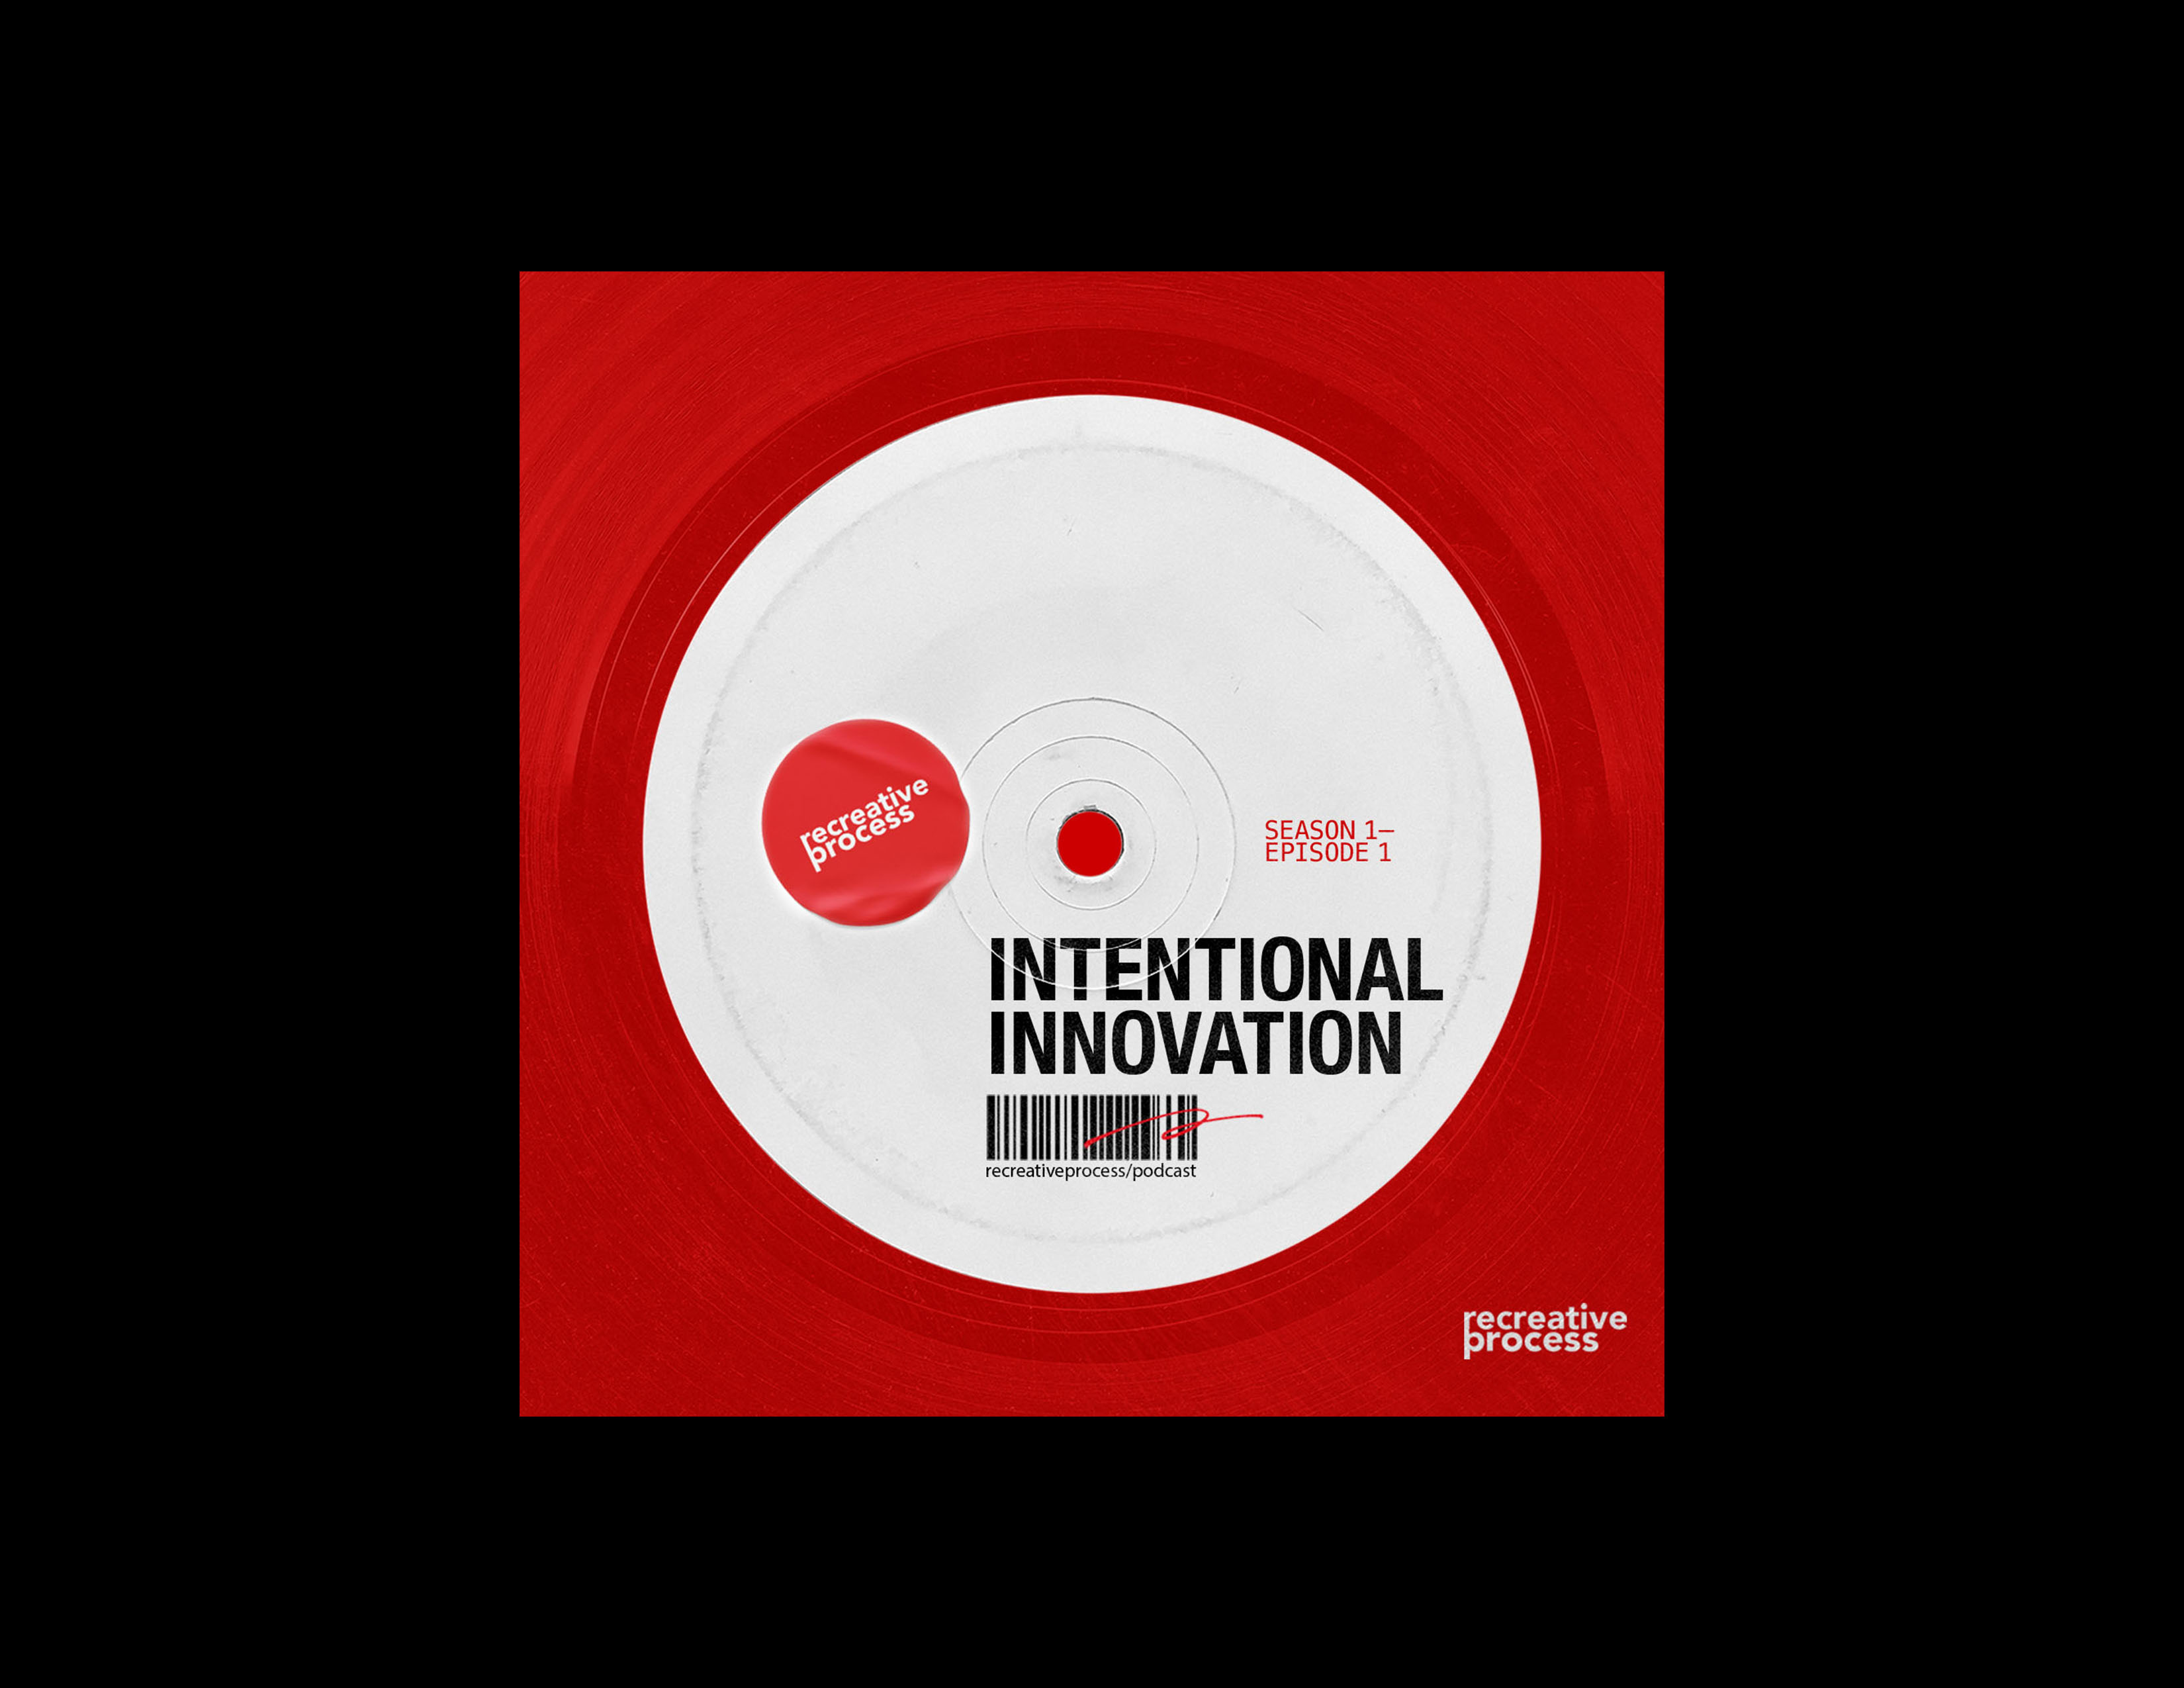 recreative
process
SEASON 1–
EPISODE 1
INTENTIONAL
INNOVATION
recreativeprocess/podcast
recreative
process